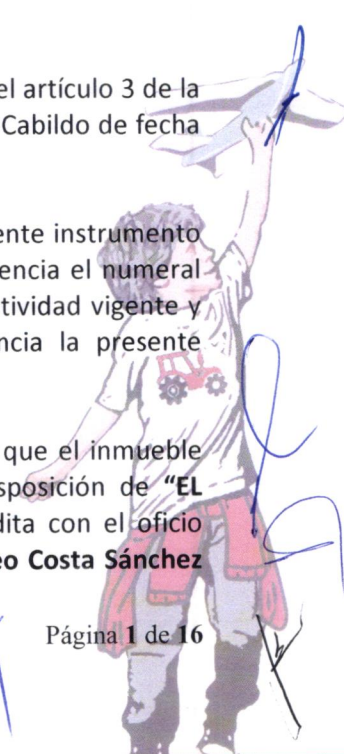 el artículo 3 de la
Cabildo de fecha
ente instrumento
encia el numeral
tividad vigente y
ncia la presente
que el inmueble
sposición de "EL
dita con el oficio
eo Costa Sánchez
Página 1 de 16